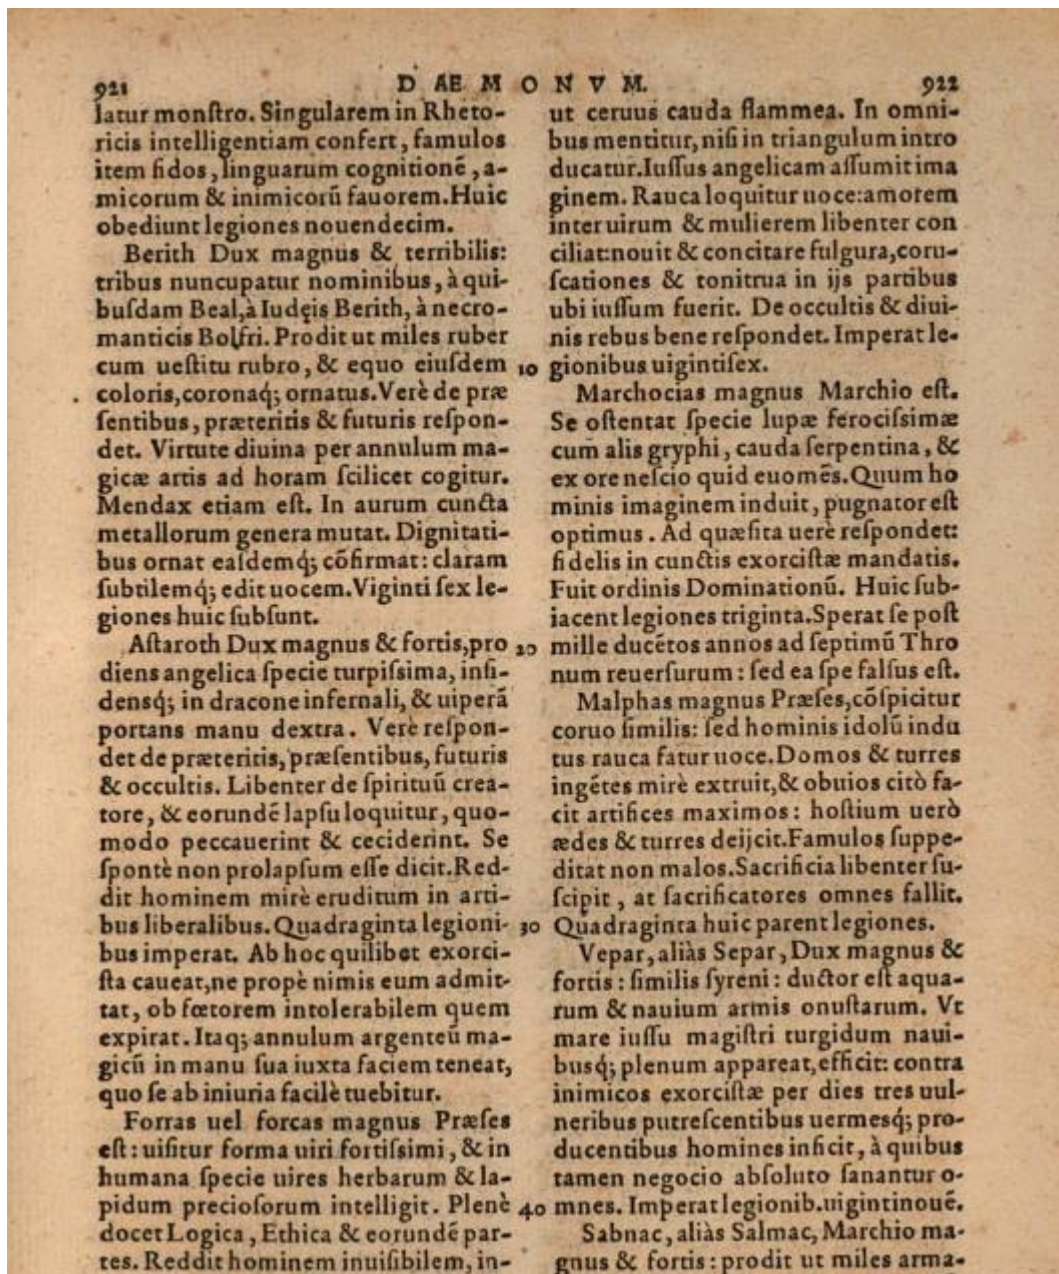 921 DAEMONVM. 922
latur monſtro. Singularem in Rheto-
ricis intelligentiam confert, famulos
item fidos, linguarum cognitionē, a-
micorum & inimicorū fauorem. Huic
obediunt legiones nouendecim.
Berith Dux magnus & terribilis:
tribus nuncupatur nominibus, à qui-
buſdam Beal, à Iudęis Berith, à necro-
manticis Bolfri. Prodit ut miles ruber
cum ueſtitu rubro, & equo eiuſdem
coloris, coronaq́; ornatus. Verè de præ
ſentibus, præteritis & futuris reſpon-
det. Virtute diuina per annulum ma-
gicæ artis ad horam ſcilicet cogitur.
Mendax etiam eſt. In aurum cuncta
metallorum genera mutat. Dignitati-
bus ornat eaſdemq́; cōfirmat: claram
ſubtilemq́; edit uocem. Viginti ſex le-
giones huic ſubſunt.
Aſtaroth Dux magnus & fortis, pro
diens angelica ſpecie turpiſsima, inſi-
densq́; in dracone infernali, & uiperā
portans manu dextra. Verè reſpon-
det de præteritis, præſentibus, futuris
& occultis. Libenter de ſpirituū crea-
tore, & eorundē lapſu loquitur, quo-
modo peccauerint & ceciderint. Se
ſpontè non prolapſum eſſe dicit. Red-
dit hominem mirè eruditum in arti-
bus liberalibus. Quadraginta legioni-
bus imperat. Ab hoc quilibet exorci-
ſta caueat, ne propè nimis eum admit-
tat, ob fœtorem intolerabilem quem
expirat. Itaq; annulum argenteū ma-
gicū in manu ſua iuxta faciem teneat,
quo ſe ab iniuria facilè tuebitur.
Forras uel forcas magnus Præſes
eſt: uiſitur forma uiri fortiſsimi, & in
humana ſpecie uires herbarum & la-
pidum precioſorum intelligit. Plenè
docet Logica, Ethica & eorundē par-
tes. Reddit hominem inuiſibilem, in-
ut ceruus cauda flammea. In omni-
bus mentitur, niſi in triangulum intro
ducatur. Iuſſus angelicam aſſumit ima
ginem. Rauca loquitur uoce: amorem
inter uirum & mulierem libenter con
ciliat: nouit & concitare fulgura, coru-
ſcationes & tonitrua in ijs partibus
ubi iuſſum fuerit. De occultis & diui-
nis rebus bene reſpondet. Imperat le-
10 gionibus uigintiſex.
Marchocias magnus Marchio eſt.
Se oſtentat ſpecie lupæ ferociſsimæ
cum alis gryphi, cauda ſerpentina, &
ex ore neſcio quid euomēs. Quum ho
minis imaginem induit, pugnator eſt
optimus. Ad quæſita uerè reſpondet:
fidelis in cunctis exorciſtæ mandatis.
Fuit ordinis Dominationū. Huic ſub-
iacent legiones triginta. Sperat ſe poſt
20 mille ducētos annos ad ſeptimū Thro
num reuerſurum: ſed ea ſpe falſus eſt.
Malphas magnus Præſes, cōſpicitur
coruo ſimilis: ſed hominis idolū indu
tus rauca fatur uoce. Domos & turres
ingētes mirè extruit, & obuios citò fa-
cit artifices maximos: hoſtium uerò
ædes & turres deijcit. Famulos ſuppe-
ditat non malos. Sacrificia libenter ſu-
ſcipit, at ſacrificatores omnes fallit.
30 Quadraginta huic parent legiones.
Vepar, aliàs Separ, Dux magnus &
fortis: ſimilis ſyreni: ductor eſt aqua-
rum & nauium armis onuſtarum. Vt
mare iuſſu magiſtri turgidum naui-
busq́; plenum appareat, efficit: contra
inimicos exorciſtæ per dies tres uul-
neribus putreſcentibus uermesq́; pro-
ducentibus homines inficit, à quibus
tamen negocio abſoluto ſanantur o-
40 mnes. Imperat legionib. uigintinouē.
Sabnac, aliàs Salmac, Marchio ma-
gnus & fortis: prodit ut miles arma-